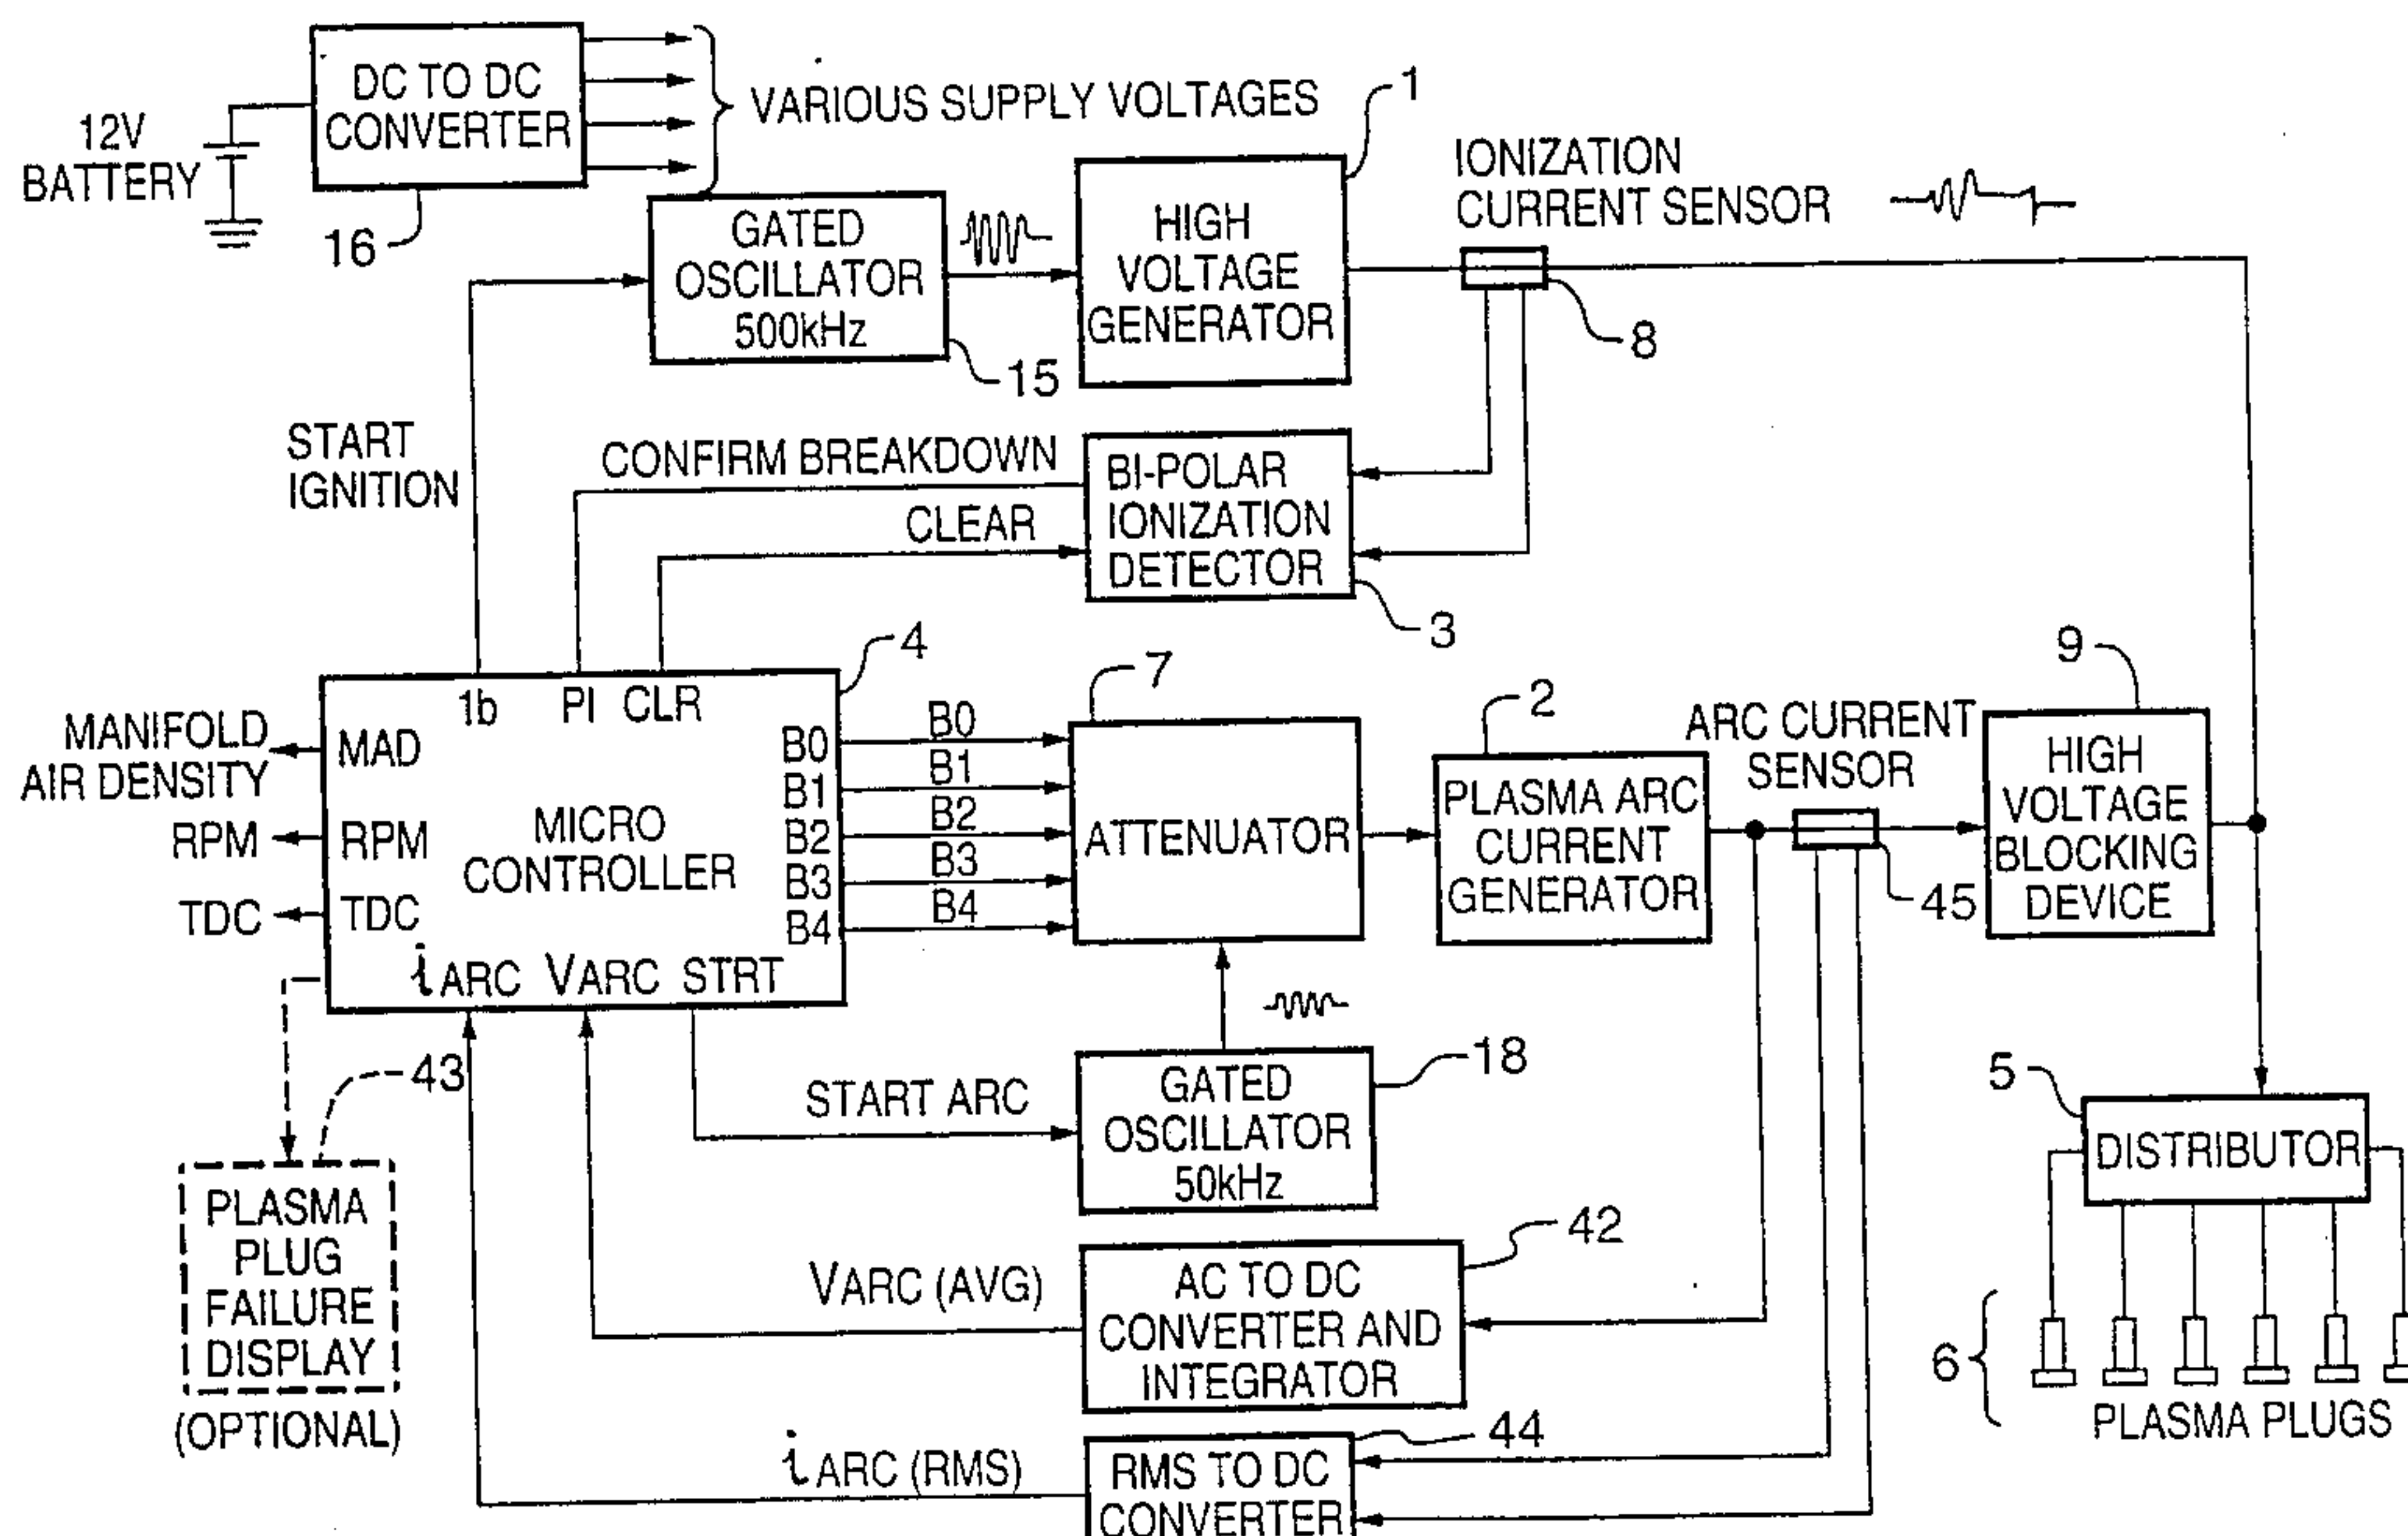 12V
BATTERY
DC TO DC
CONVERTER
16
VARIOUS SUPPLY VOLTAGES
GATED
OSCILLATOR
500kHz
15
HIGH
VOLTAGE
GENERATOR
1
IONIZATION
CURRENT SENSOR
8
START
IGNITION
CONFIRM BREAKDOWN
CLEAR
BI-POLAR
IONIZATION
DETECTOR
3
4
1b PI CLR
MANIFOLD
AIR DENSITY
MAD
RPM
RPM
TDC
TDC
MICRO
CONTROLLER
i ARC VARC STRT
B0
B1
B2
B3
B4
B0
B1
B2
B3
B4
7
ATTENUATOR
2
PLASMA ARC
CURRENT
GENERATOR
ARC CURRENT
SENSOR
45
9
HIGH
VOLTAGE
BLOCKING
DEVICE
43
PLASMA
PLUG
FAILURE
DISPLAY
(OPTIONAL)
START ARC
GATED
OSCILLATOR
50kHz
18
VARC (AVG)
AC TO DC
CONVERTER AND
INTEGRATOR
42
i ARC (RMS)
RMS TO DC
CONVERTER
44
5
DISTRIBUTOR
6
PLASMA PLUGS